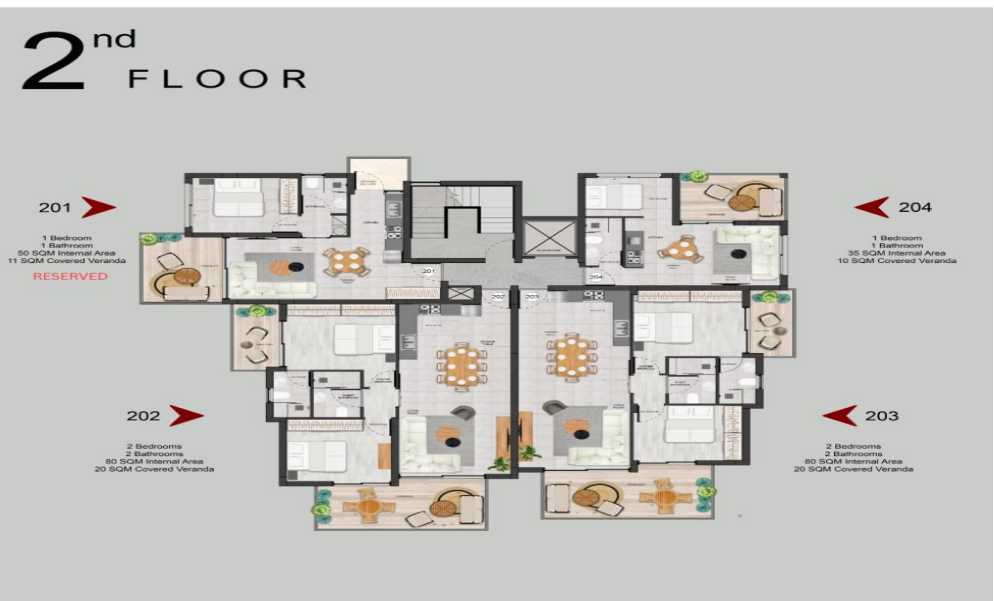 2nd
FLOOR
201
1 Bedroom
1 Bathroom
50 SQM Internal Area
11 SQM Covered Veranda
RESERVED
204
1 Bedroom
1 Bathroom
35 SQM Internal Area
10 SQM Covered Veranda
201
204
202
203
202
2 Bedrooms
2 Bathrooms
80 SQM Internal Area
20 SQM Covered Veranda
203
2 Bedrooms
2 Bathrooms
80 SQM Internal Area
20 SQM Covered Veranda